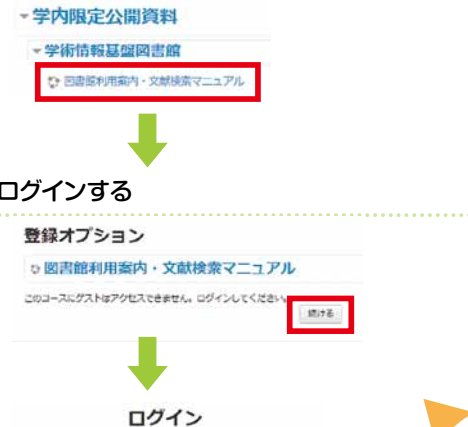 学内限定公開資料
学術情報基盤図書館
図書館利用案内・文献検索マニュアル
ログインする
登録オプション
図書館利用案内・文献検索マニュアル
このコースにゲストはアクセスできません。ログインしてください。
続ける
ログイン